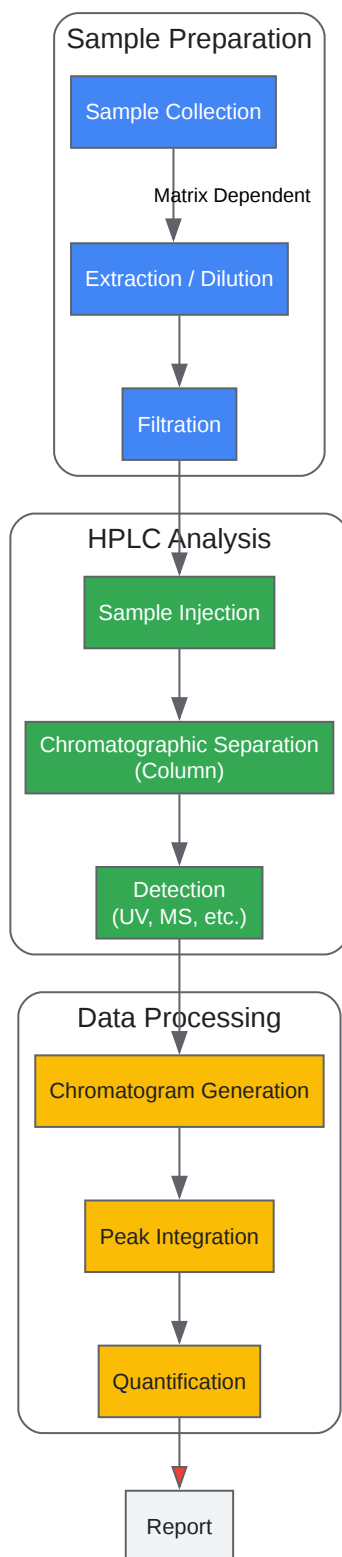 Sample Preparation
Sample Collection
Matrix Dependent
Extraction / Dilution
Filtration
HPLC Analysis
Sample Injection
Chromatographic Separation
(Column)
Detection
(UV, MS, etc.)
Data Processing
Chromatogram Generation
Peak Integration
Quantification
Report